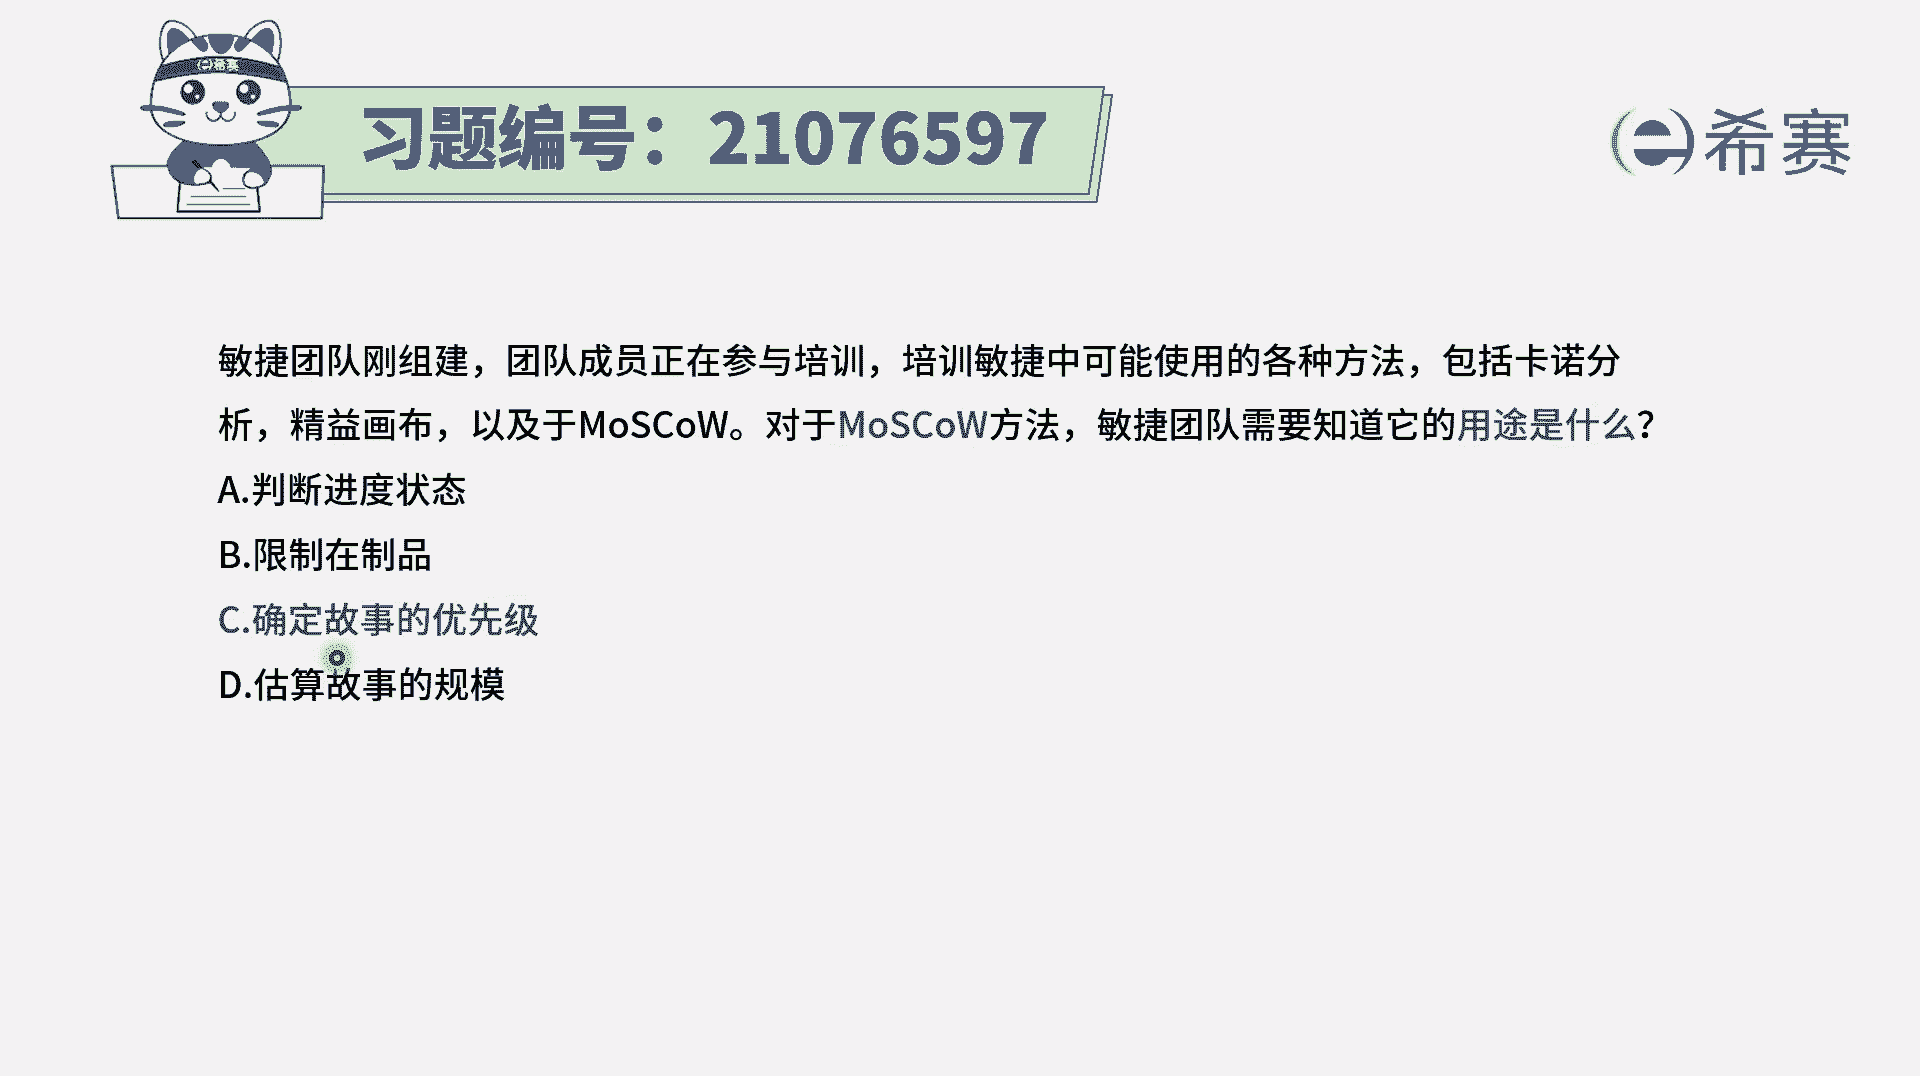 希赛
习题编号：21076597
希赛
敏捷团队刚组建，团队成员正在参与培训，培训敏捷中可能使用的各种方法，包括卡诺分
析，精益画布，以及于MoSCoW。对于MoSCoW方法，敏捷团队需要知道它的用途是什么？
A.判断进度状态
B.限制在制品
C.确定故事的优先级
D.估算故事的规模